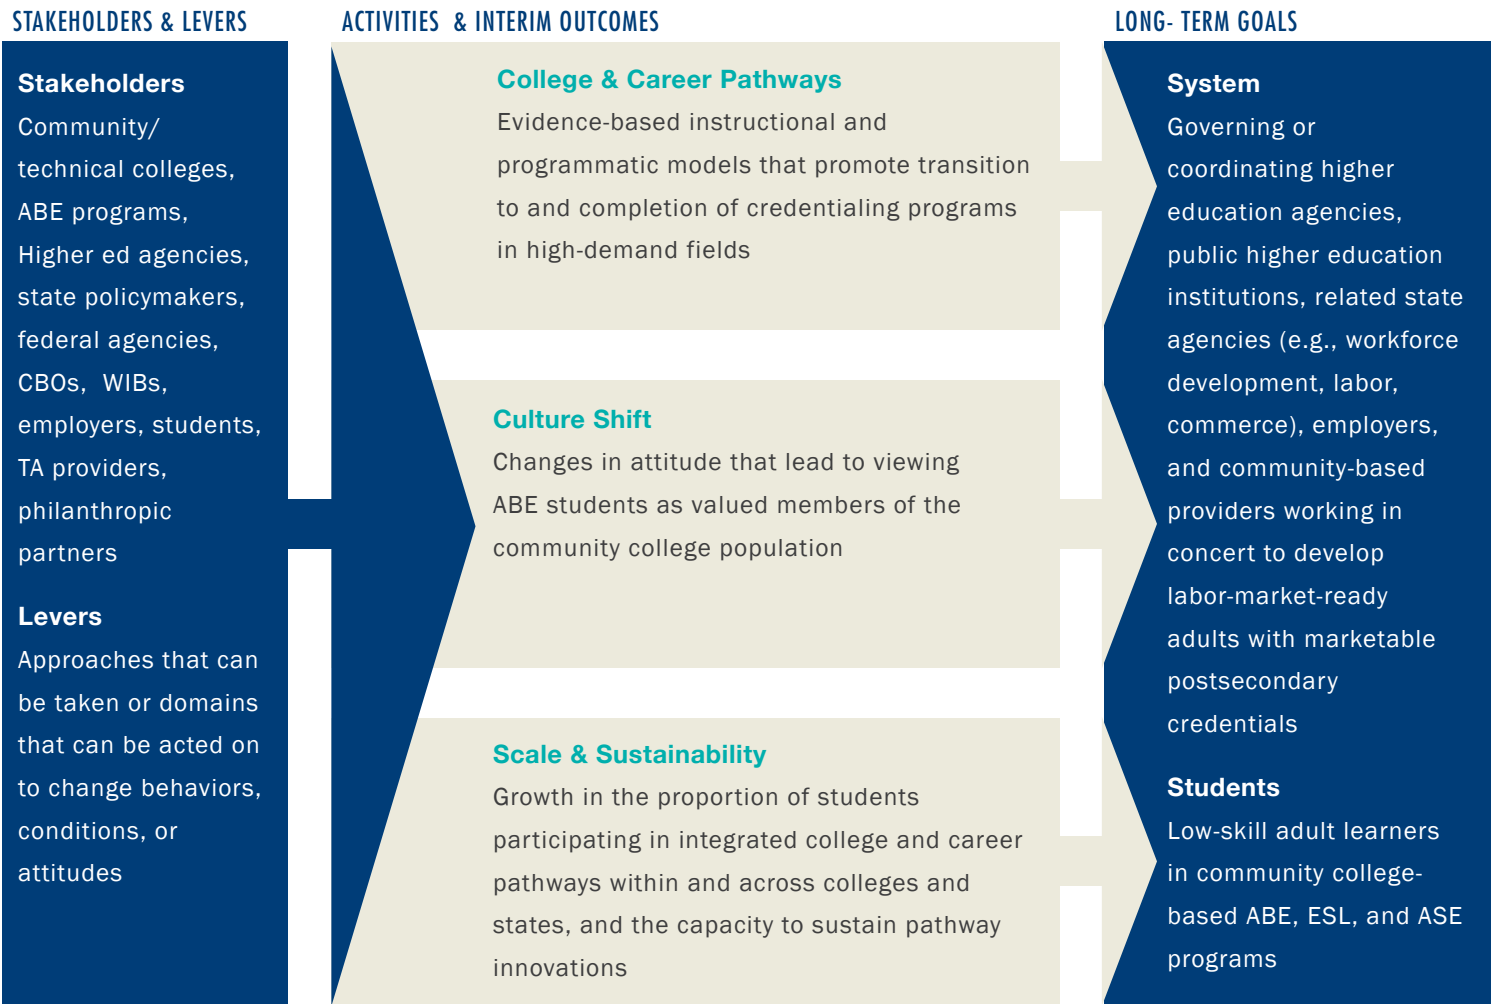 STAKEHOLDERS & LEVERS
Stakeholders
Community/
technical colleges,
ABE programs,
Higher ed agencies,
state policymakers,
federal agencies,
CBOs, WIBs,
employers, students,
TA providers,
philanthropic
partners
Levers
Approaches that can
be taken or domains
that can be acted on
to change behaviors,
conditions, or
attitudes
ACTIVITIES & INTERIM OUTCOMES
College & Career Pathways
Evidence-based instructional and
programmatic models that promote transition
to and completion of credentialing programs
in high-demand fields
Culture Shift
Changes in attitude that lead to viewing
ABE students as valued members of the
community college population
Scale & Sustainability
Growth in the proportion of students
participating in integrated college and career
pathways within and across colleges and
states, and the capacity to sustain pathway
innovations
LONG- TERM GOALS
System
Governing or
coordinating higher
education agencies,
public higher education
institutions, related state
agencies (e.g., workforce
development, labor,
commerce), employers,
and community-based
providers working in
concert to develop
labor-market-ready
adults with marketable
postsecondary
credentials
Students
Low-skill adult learners
in community college-
based ABE, ESL, and ASE
programs